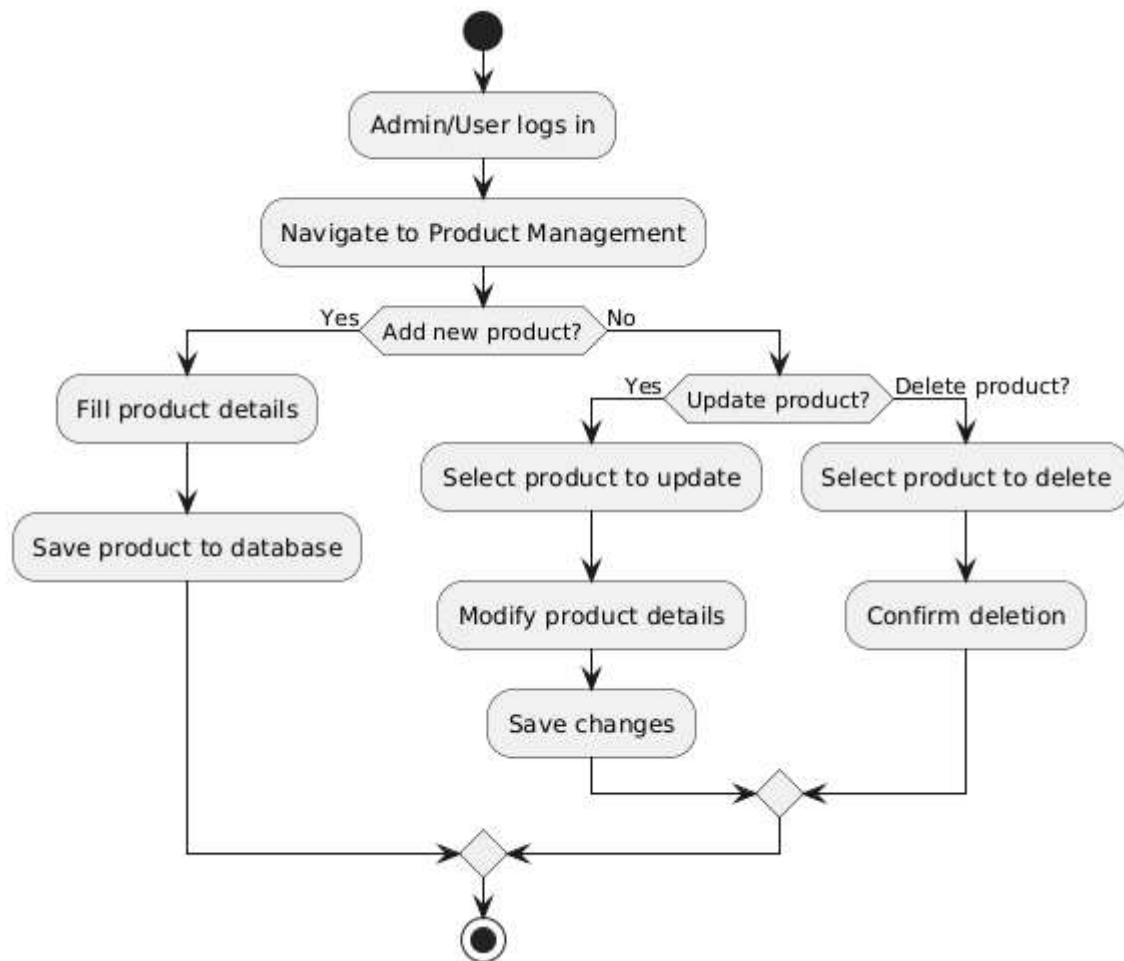 Admin/User logs in
Navigate to Product Management
Yes
Add new product?
No
Fill product details
Yes
Update product?
Delete product?
Select product to update
Select product to delete
Save product to database
Modify product details
Confirm deletion
Save changes